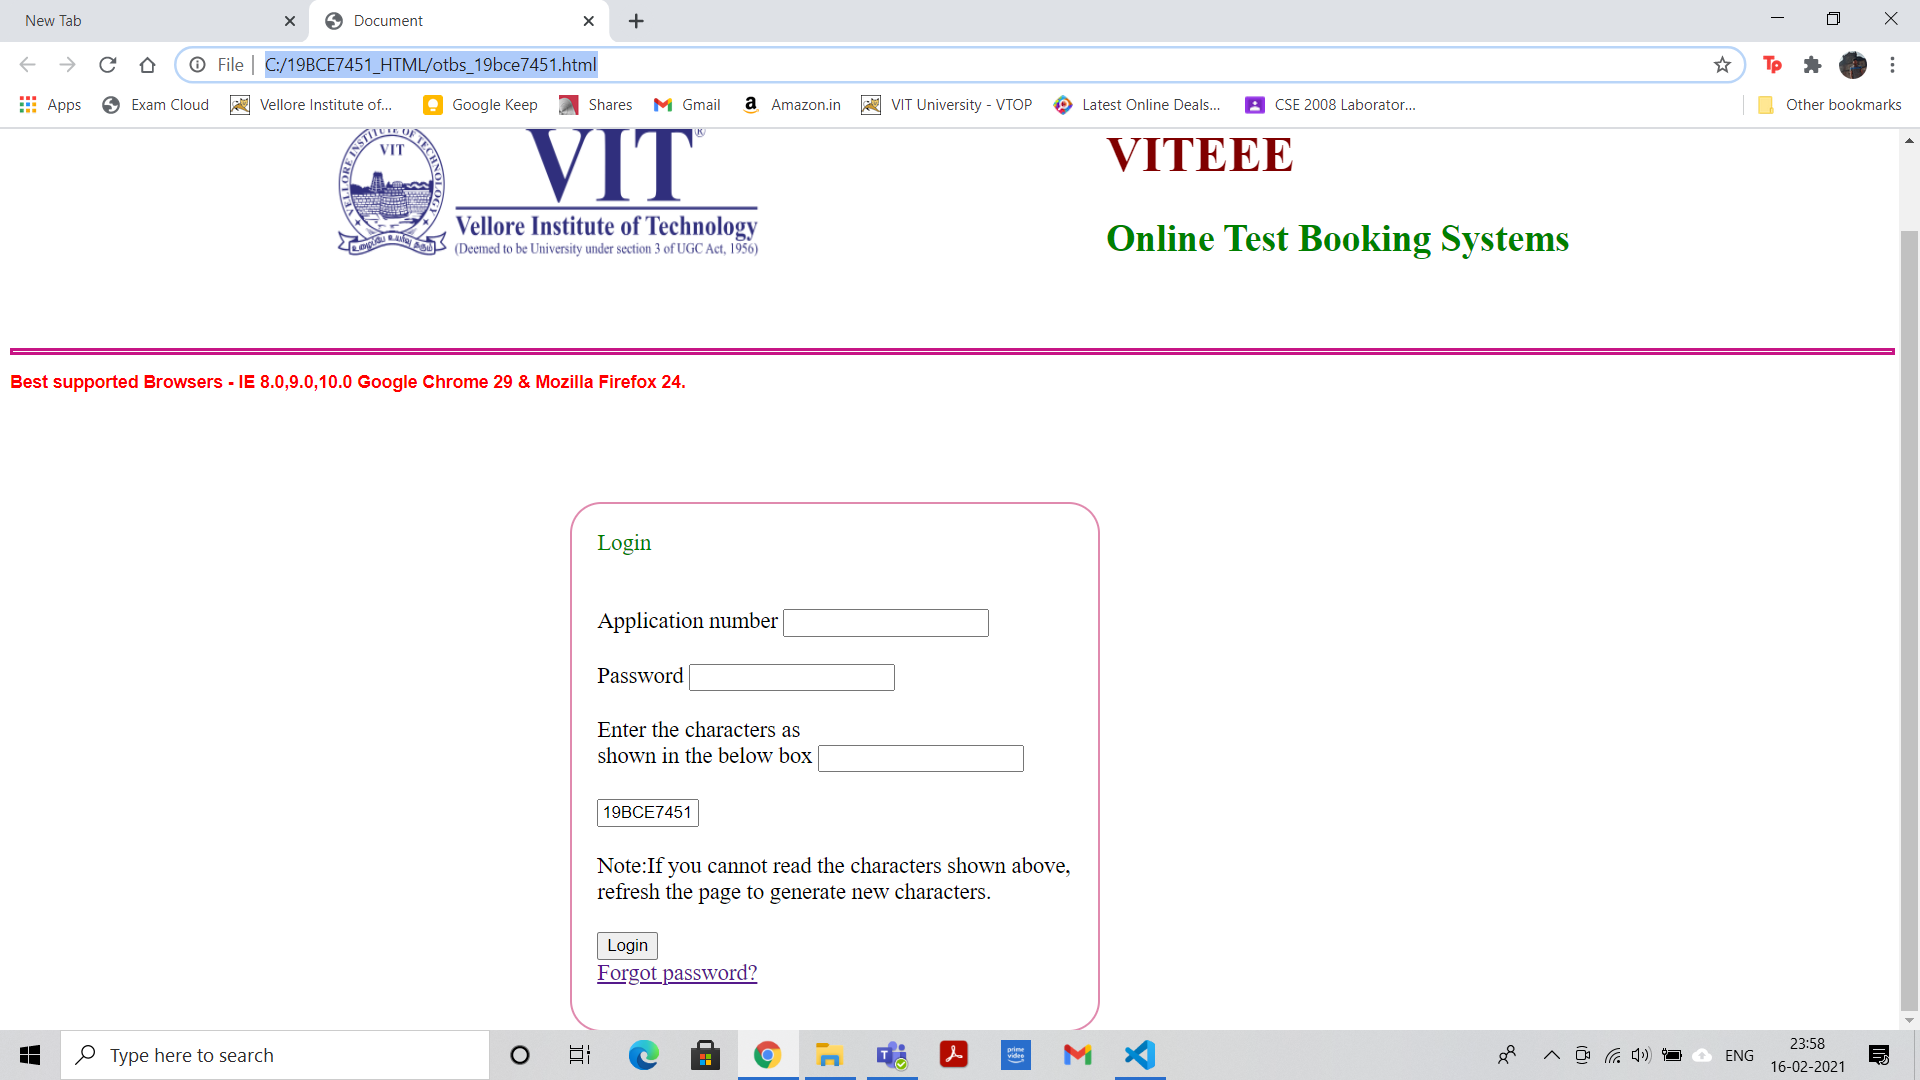 New Tab
Document
File
C:/19BCE7451_HTML/otbs_19bce7451.html
Tp
Apps
Exam Cloud
Vellore Institute of...
Google Keep
Shares
Gmail
Amazon.in
VIT University - VTOP
Latest Online Deals...
CSE 2008 Laborator...
Other bookmarks
VELLORE INSTITUTE OF TECHNOLOGY
VIT
VIT®
Vellore Institute of Technology
(Deemed to be University under section 3 of UGC Act, 1956)
VITEEE
Online Test Booking Systems
Best supported Browsers - IE 8.0,9.0,10.0 Google Chrome 29 & Mozilla Firefox 24.
Login
Application number
Password
Enter the characters as
shown in the below box
19BCE7451
Note:If you cannot read the characters shown above,
refresh the page to generate new characters.
Login
Forgot password?
Type here to search
prime video
ENG
23:58
16-02-2021